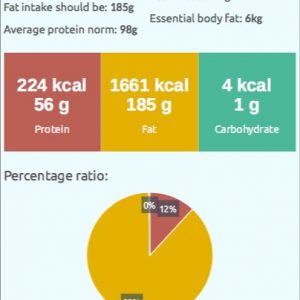 Fat intake should be: 185g
Essential body fat: 6kg
Average protein norm: 98g
224 kcal
56 g
Protein
1661 kcal
185 g
Fat
4 kcal
1 g
Carbohydrate
Percentage ratio:
0%
12%